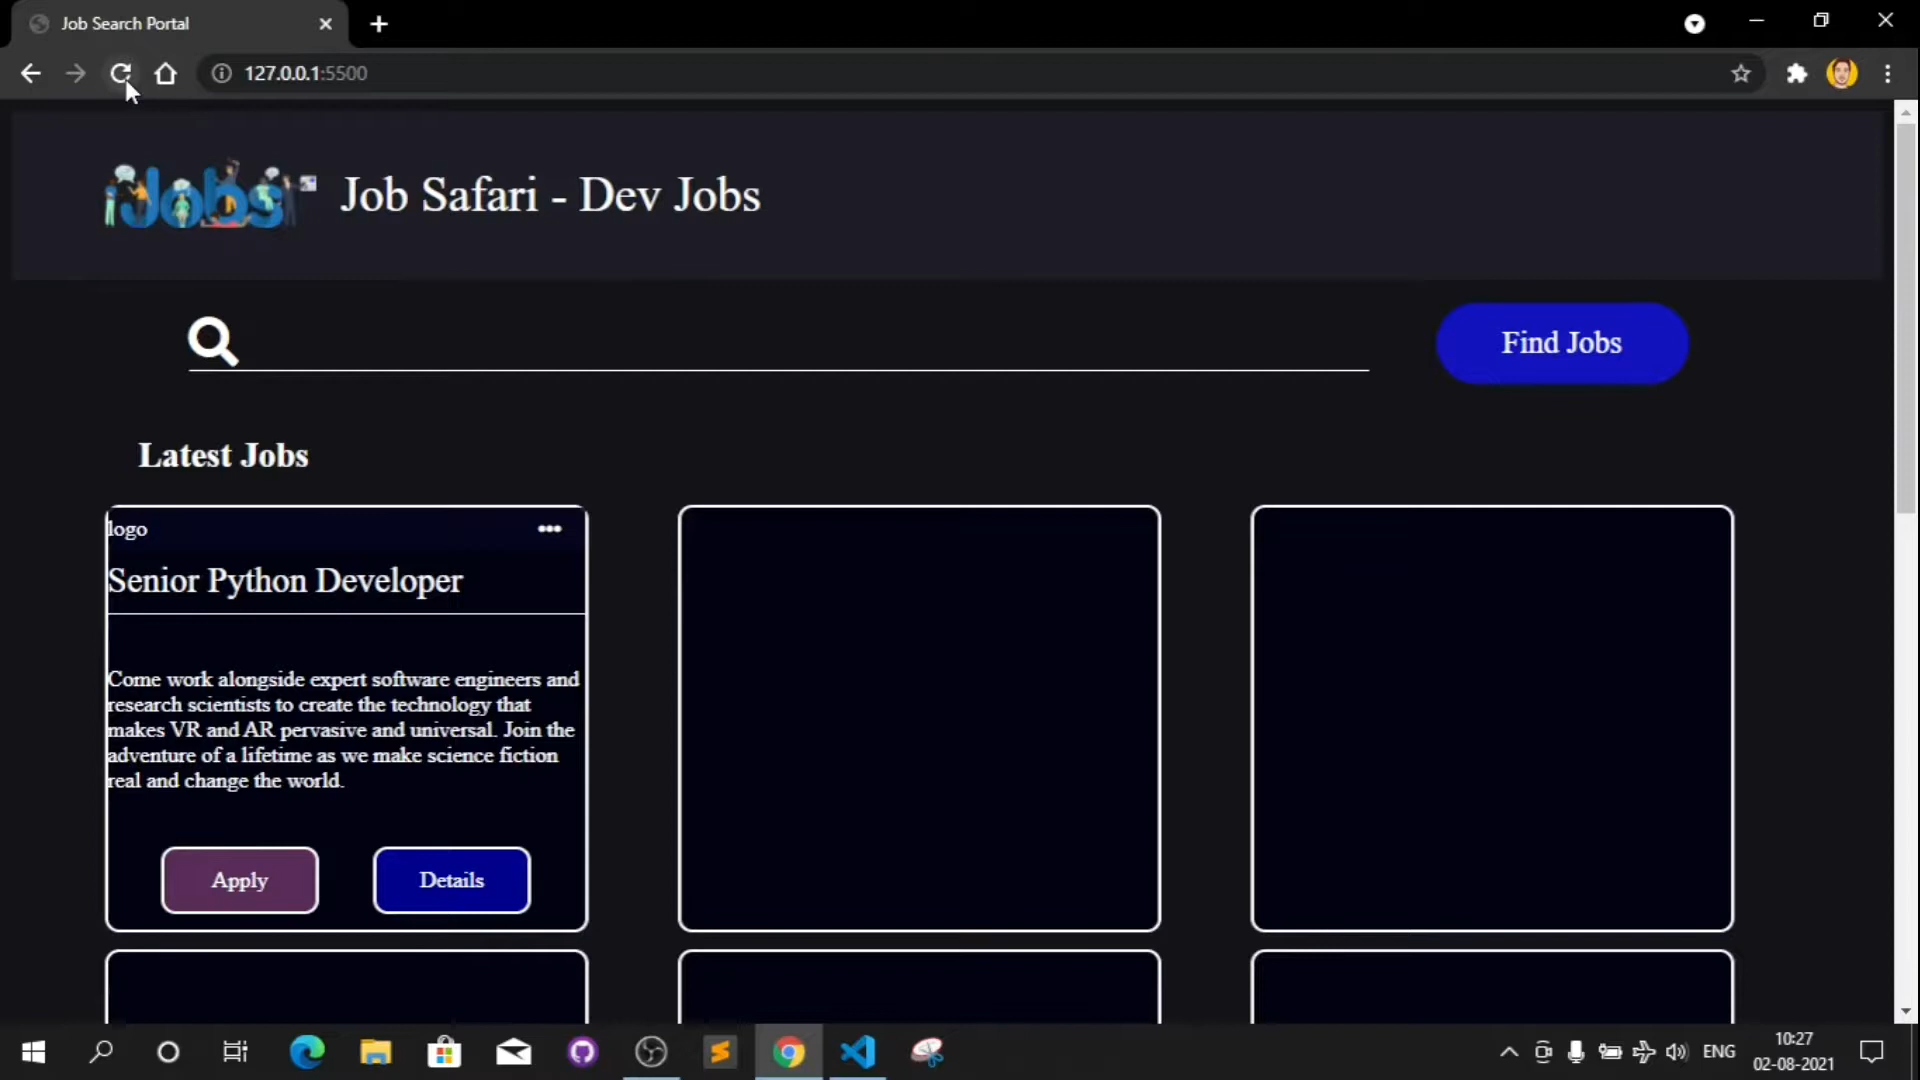 Job Search Portal
127.0.0.1:5500
iJobs
Job Safari - Dev Jobs
Find Jobs
Latest Jobs
logo
Senior Python Developer
Come work alongside expert software engineers and
research scientists to create the technology that
makes VR and AR pervasive and universal. Join the
adventure of a lifetime as we make science fiction
real and change the world.
Apply
Details
ENG
10:27
02-08-2021